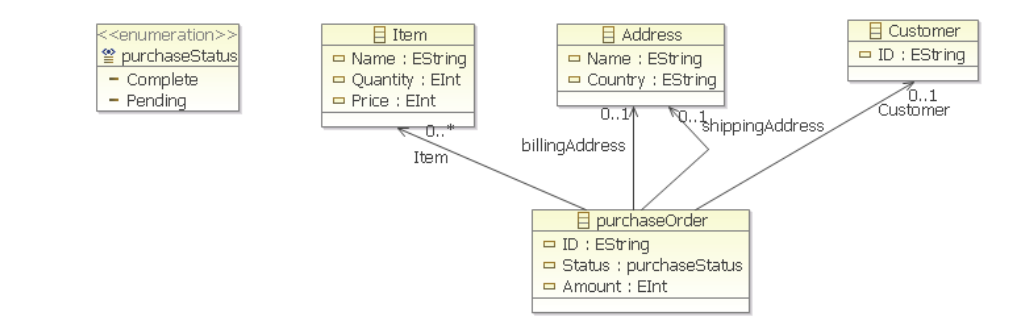 <<enumeration>>
purchaseStatus
Complete
Pending
Item
Name : EString
Quantity : EInt
Price : EInt
Address
Name : EString
Country : EString
Customer
ID : EString
0..*
Item
0..1
billingAddress
0..1
shippingAddress
0..1
Customer
purchaseOrder
ID : EString
Status : purchaseStatus
Amount : EInt